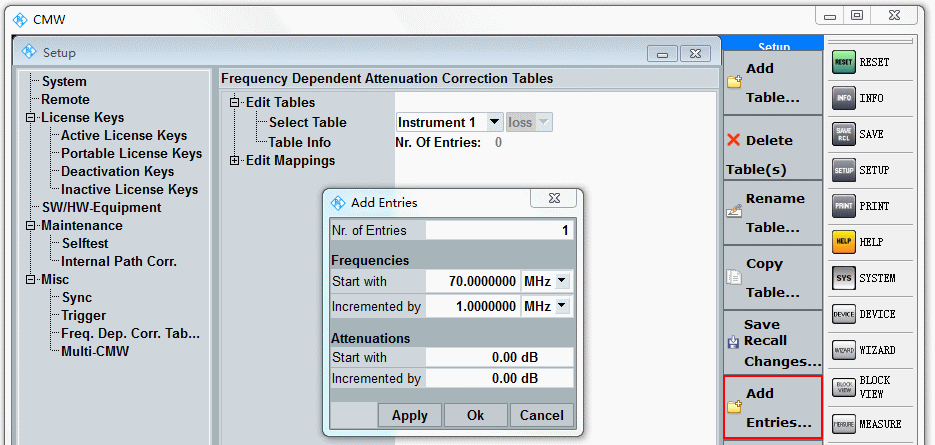 CMW
Setup
System
Remote
License Keys
Active License Keys
Portable License Keys
Deactivation Keys
Inactive License Keys
SW/HW-Equipment
Maintenance
Selftest
Internal Path Corr.
Misc
Sync
Trigger
Freq. Dep. Corr. Tab...
Multi-CMW
Frequency Dependent Attenuation Correction Tables
Edit Tables
Select Table
Instrument 1
loss
Table Info
Nr. Of Entries: 0
Edit Mappings
Add Entries
Nr. of Entries
1
Frequencies
Start with
70.0000000
MHz
Incremented by
1.0000000
MHz
Attenuations
Start with
0.00 dB
Incremented by
0.00 dB
Apply
Ok
Cancel
Setup
Add
Table...
Delete
Table(s)
Rename
Table...
Copy
Table...
Save
Recall
Changes...
Add
Entries...
RESET
RESET
INFO
INFO
SAVE
RCL
SAVE
SETUP
SETUP
PRINT
PRINT
HELP
HELP
SYS
SYSTEM
DEVICE
DEVICE
WIZARD
WIZARD
BLOCK
VIEW
BLOCK
VIEW
MEASURE
MEASURE